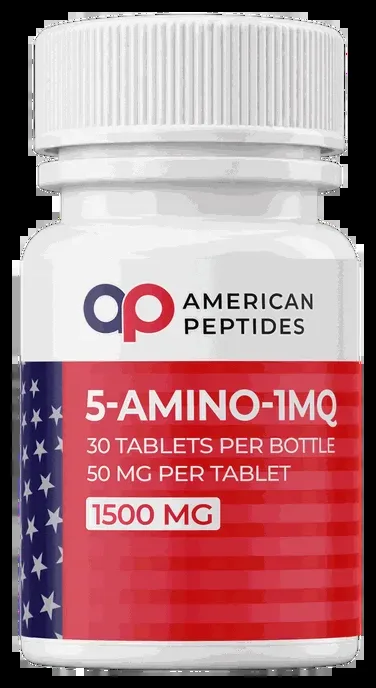 ap AMERICAN
PEPTIDES
5-AMINO-1MQ
30 TABLETS PER BOTTLE
50 MG PER TABLET
1500 MG